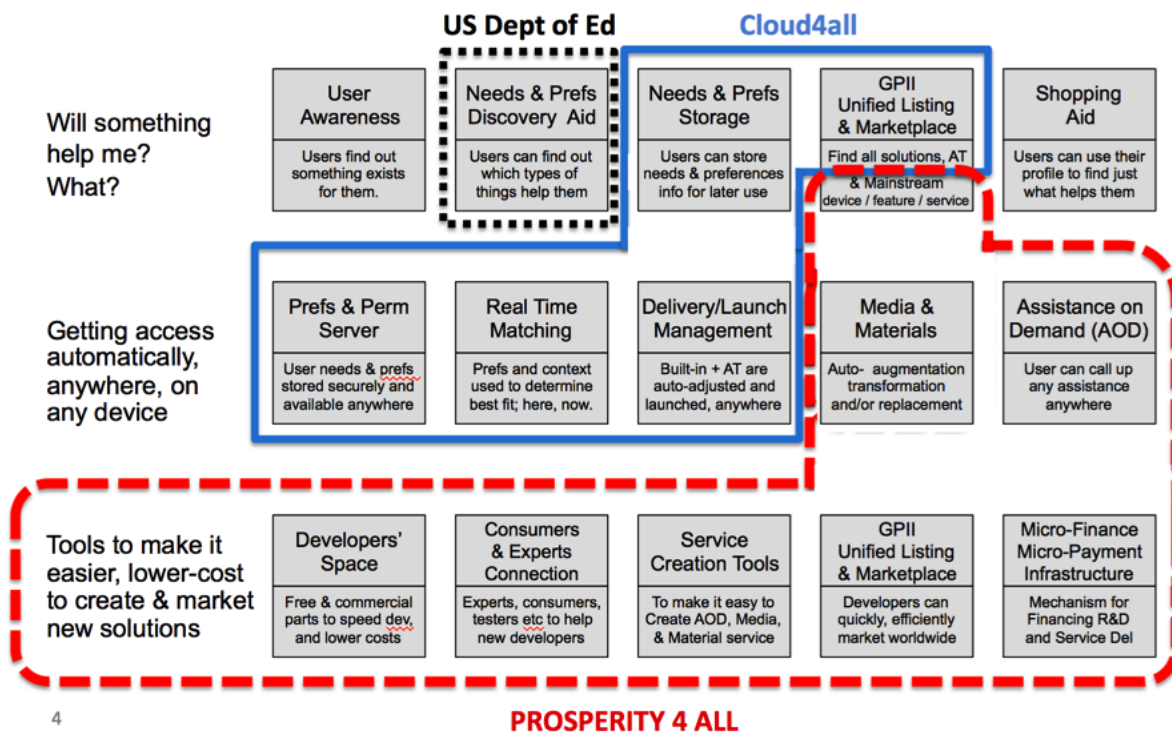 US Dept of Ed
Cloud4all
Will something
help me?
What?
User
Awareness
Users find out
something exists
for them.
Needs & Prefs
Discovery Aid
Users can find out
which types of
things help them
Needs & Prefs
Storage
Users can store
needs & preferences
info for later use
GPII
Unified Listing
& Marketplace
Find all solutions, AT
& Mainstream
device / feature / service
Shopping
Aid
Users can use their
profile to find just
what helps them
Getting access
automatically,
anywhere, on
any device
Prefs & Perm
Server
User needs & prefs
stored securely and
available anywhere
Real Time
Matching
Prefs and context
used to determine
best fit; here, now.
Delivery/Launch
Management
Built-in + AT are
auto-adjusted and
launched, anywhere
Media &
Materials
Auto- augmentation
transformation
and/or replacement
Assistance on
Demand (AOD)
User can call up
any assistance
anywhere
Tools to make it
easier, lower-cost
to create & market
new solutions
Developers’
Space
Free & commercial
parts to speed dev,
and lower costs
Consumers
& Experts
Connection
Experts, consumers,
testers etc to help
new developers
Service
Creation Tools
To make it easy to
Create AOD, Media,
& Material service
GPII
Unified Listing
& Marketplace
Developers can
quickly, efficiently
market worldwide
Micro-Finance
Micro-Payment
Infrastructure
Mechanism for
Financing R&D
and Service Del
4
PROSPERITY 4 ALL